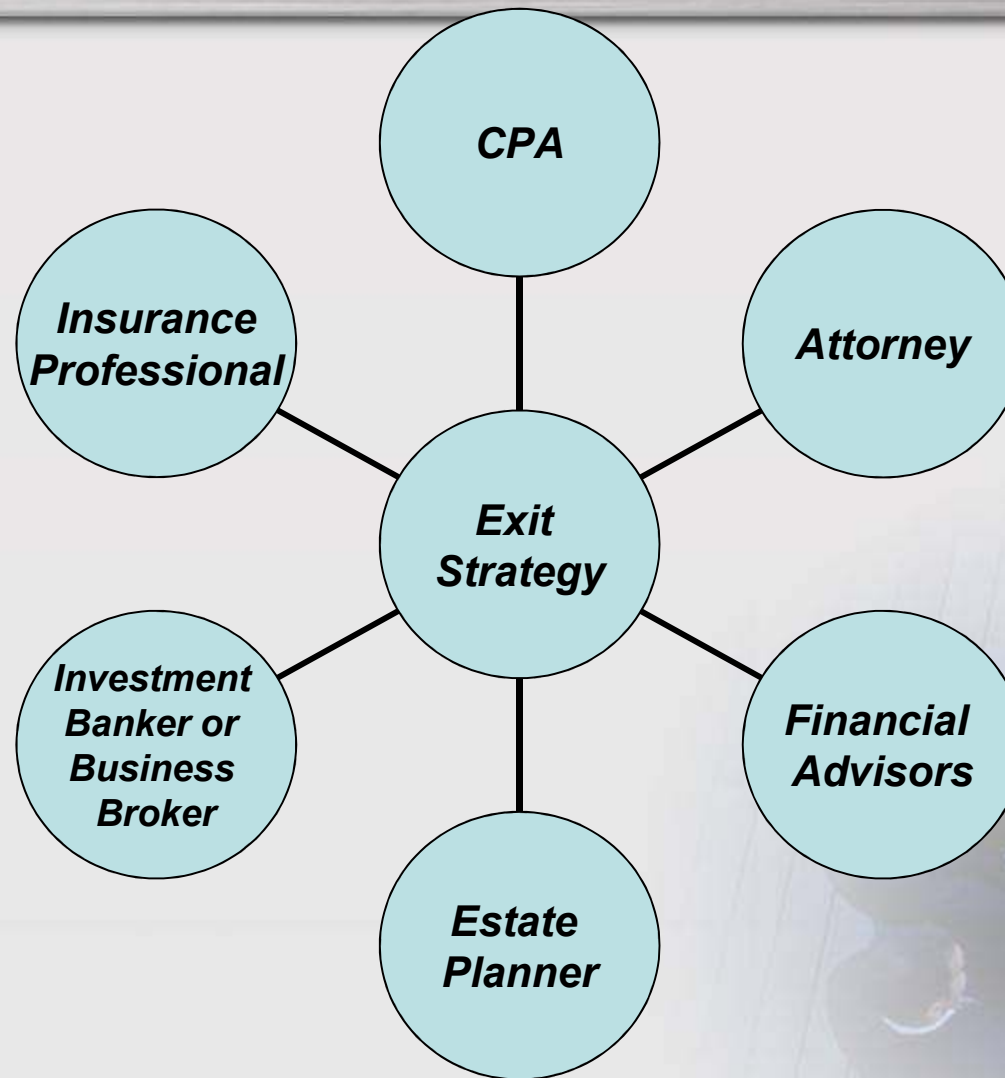 CPA
Insurance
Professional
Attorney
Exit
Strategy
Investment
Banker or
Business
Broker
Financial
Advisors
Estate
Planner